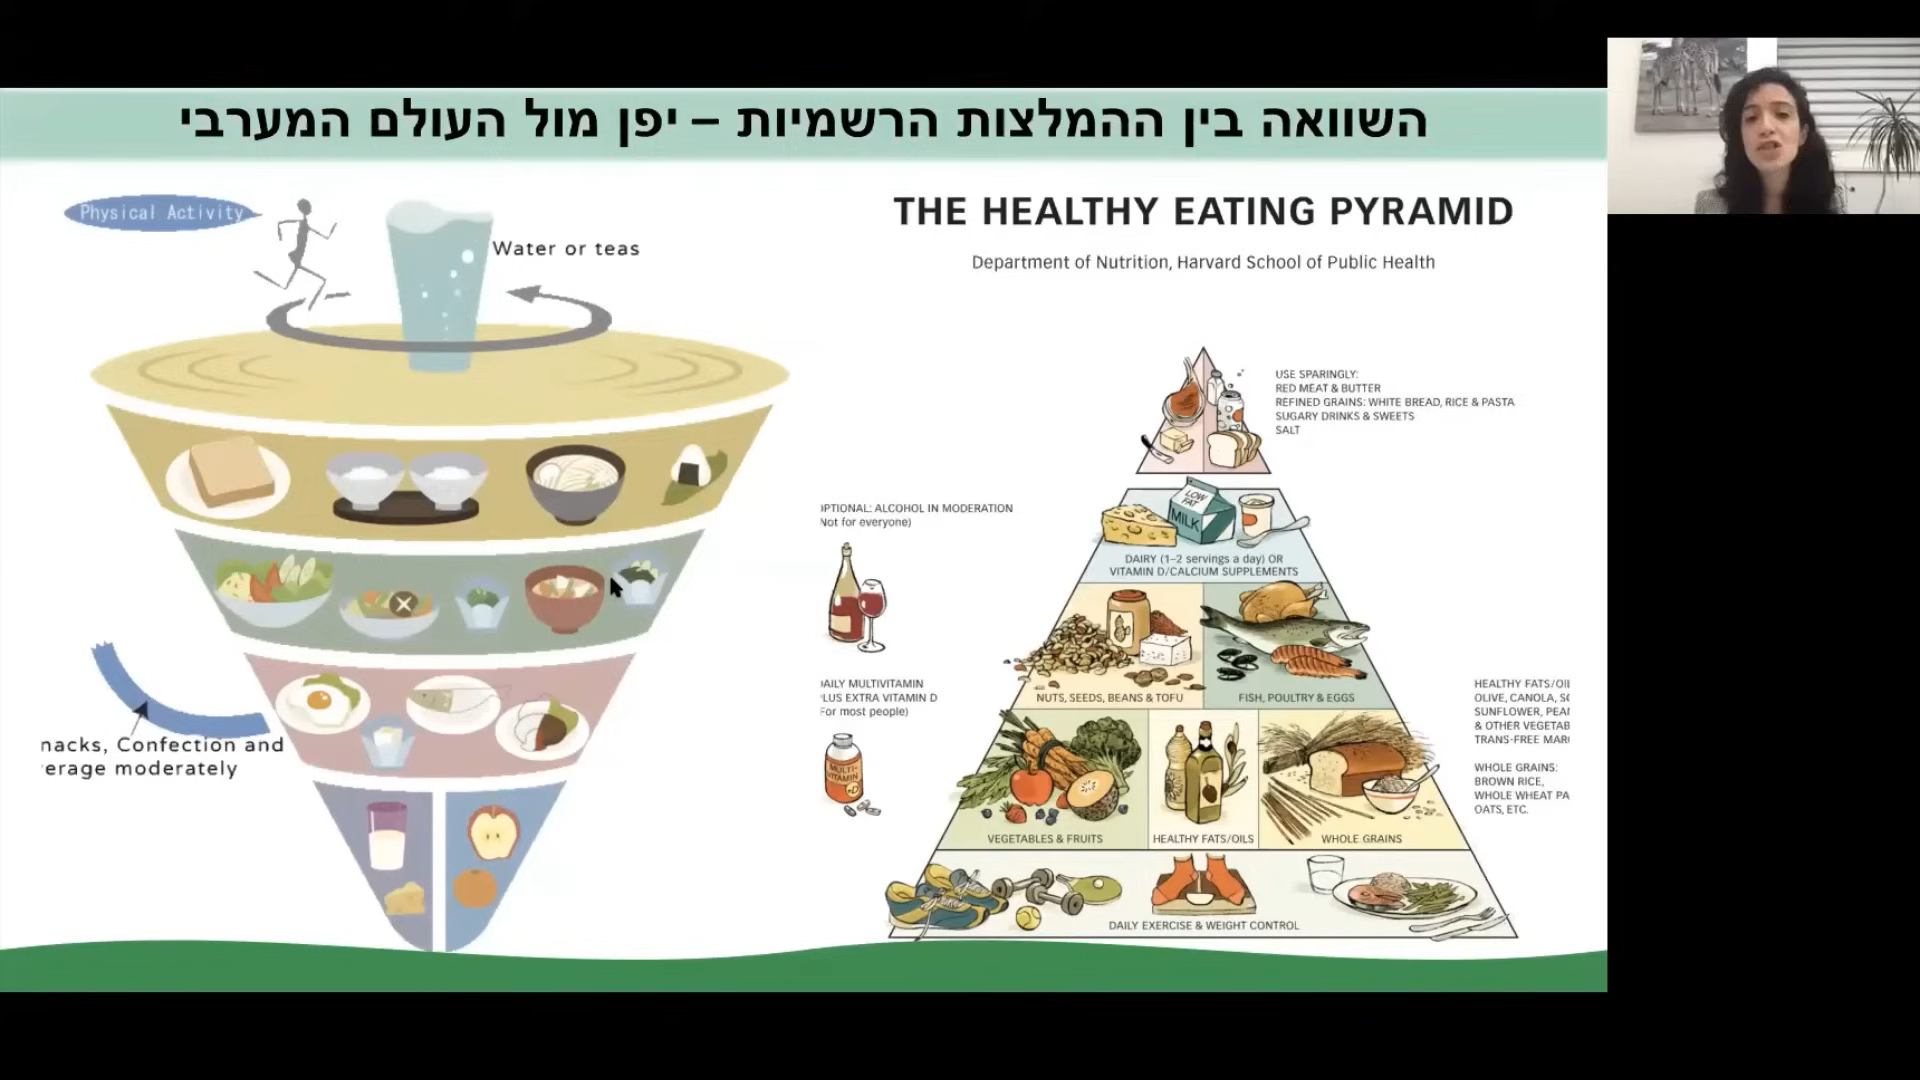 השוואה בין ההמלצות הרשמיות – יפן מול העולם המערבי
Physical Activity
Water or teas
nacks, Confection and
erage moderately
THE HEALTHY EATING PYRAMID
Department of Nutrition, Harvard School of Public Health
USE SPARINGLY:
RED MEAT & BUTTER
REFINED GRAINS: WHITE BREAD, RICE & PASTA
SUGARY DRINKS & SWEETS
SALT
OPTIONAL: ALCOHOL IN MODERATION
Not for everyone)
LOW
FAT
MILK
DAIRY (1–2 servings a day) OR
VITAMIN D/CALCIUM SUPPLEMENTS
NUTS, SEEDS, BEANS & TOFU
FISH, POULTRY & EGGS
AILY MULTIVITAMIN
LUS EXTRA VITAMIN D
For most people)
MULTI-
VITAMIN
+D
HEALTHY FATS/OI
OLIVE, CANOLA, SO
SUNFLOWER, PEA
& OTHER VEGETAB
TRANS-FREE MAR
WHOLE GRAINS:
BROWN RICE,
WHOLE WHEAT PA
OATS, ETC.
VEGETABLES & FRUITS
HEALTHY FATS/OILS
WHOLE GRAINS
DAILY EXERCISE & WEIGHT CONTROL